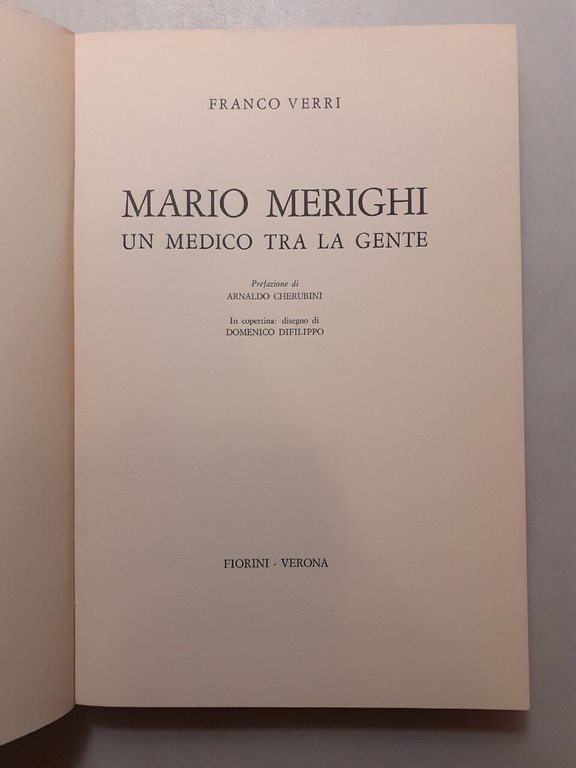 FRANCO VERRI
MARIO MERIGHI
UN MEDICO TRA LA GENTE
Prefazione di
ARNALDO CHERUBINI
In copertina: disegno di
DOMENICO DIFILIPPO
FIORINI - VERONA